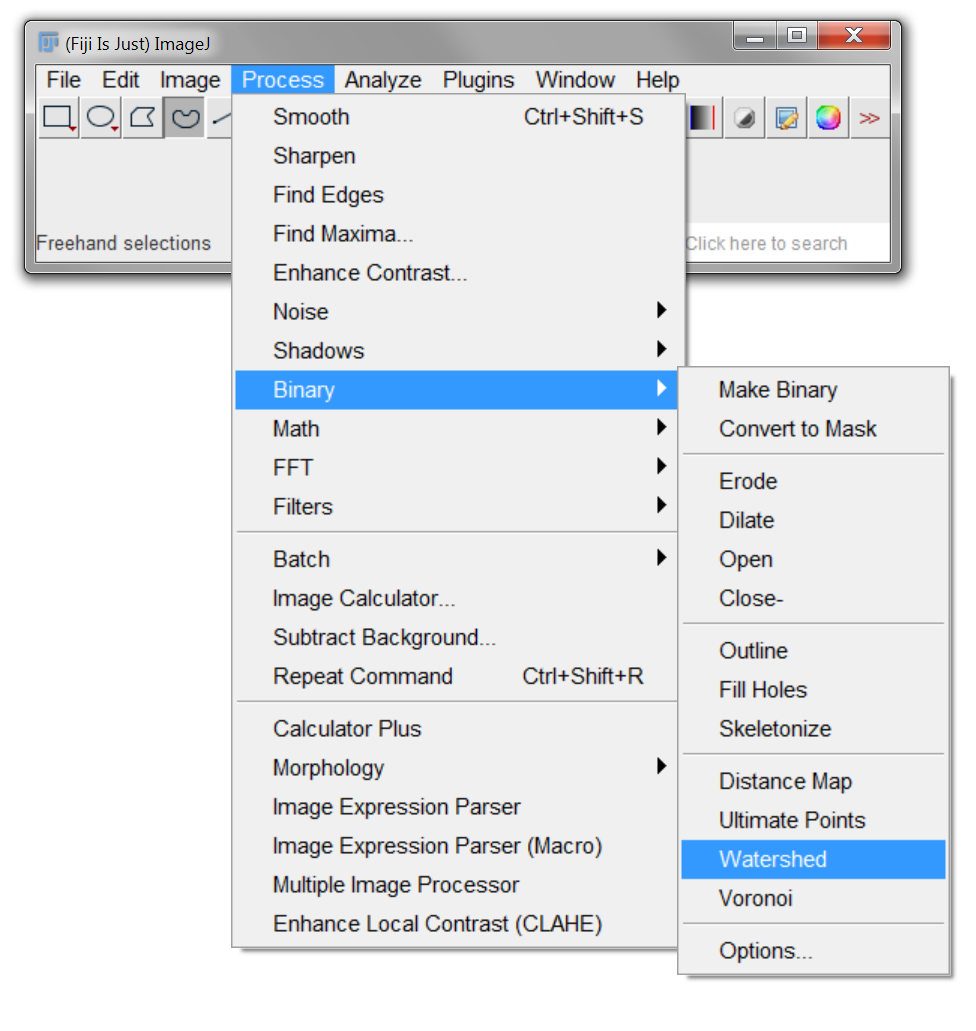 (Fiji Is Just) ImageJ
File Edit Image Process Analyze Plugins Window Help
Freehand selections
Click here to search
Smooth Ctrl+Shift+S
Sharpen
Find Edges
Find Maxima...
Enhance Contrast...
Noise
Shadows
Binary
Math
FFT
Filters
Batch
Image Calculator...
Subtract Background...
Repeat Command Ctrl+Shift+R
Calculator Plus
Morphology
Image Expression Parser
Image Expression Parser (Macro)
Multiple Image Processor
Enhance Local Contrast (CLAHE)
Make Binary
Convert to Mask
Erode
Dilate
Open
Close-
Outline
Fill Holes
Skeletonize
Distance Map
Ultimate Points
Watershed
Voronoi
Options...